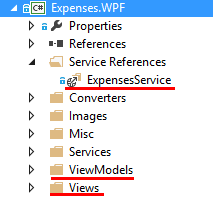 C# Expenses.WPF
Properties
References
Service References
ExpensesService
Converters
Images
Misc
Services
ViewModels
Views